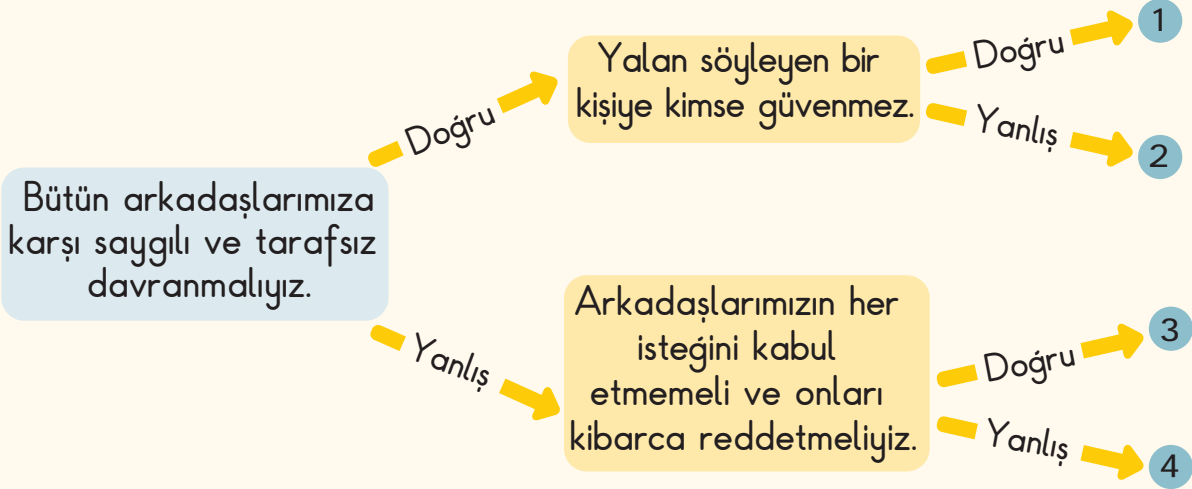 Bütün arkadaşlarımıza
karşı saygılı ve tarafsız
davranmalıyız.
Doğru
Yalan söyleyen bir
kişiye kimse güvenmez.
Doğru
1
Yanlış
2
Yanlış
Arkadaşlarımızın her
isteğini kabul
etmemeli ve onları
kibarca reddetmeliyiz.
Doğru
3
Yanlış
4